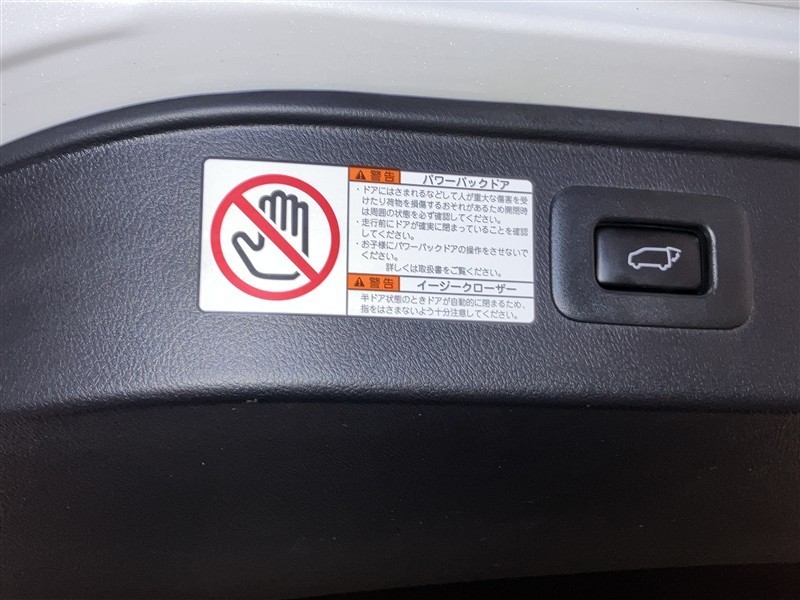 警告 パワーバックドア
・ドアにはさまれるなどして人が重大な傷害を受
けたり荷物を損傷するおそれがあるため開閉時
は周囲の状態を必ず確認してください。
・走行前にドアが確実に閉まっていることを確認
してください。
・お子様にパワーバックドアの操作をさせないで
ください。
詳しくは取扱書をご覧ください。
警告 イージークローザー
半ドア状態のときドアが自動的に閉まるため、
指をはさまないよう十分注意してください。